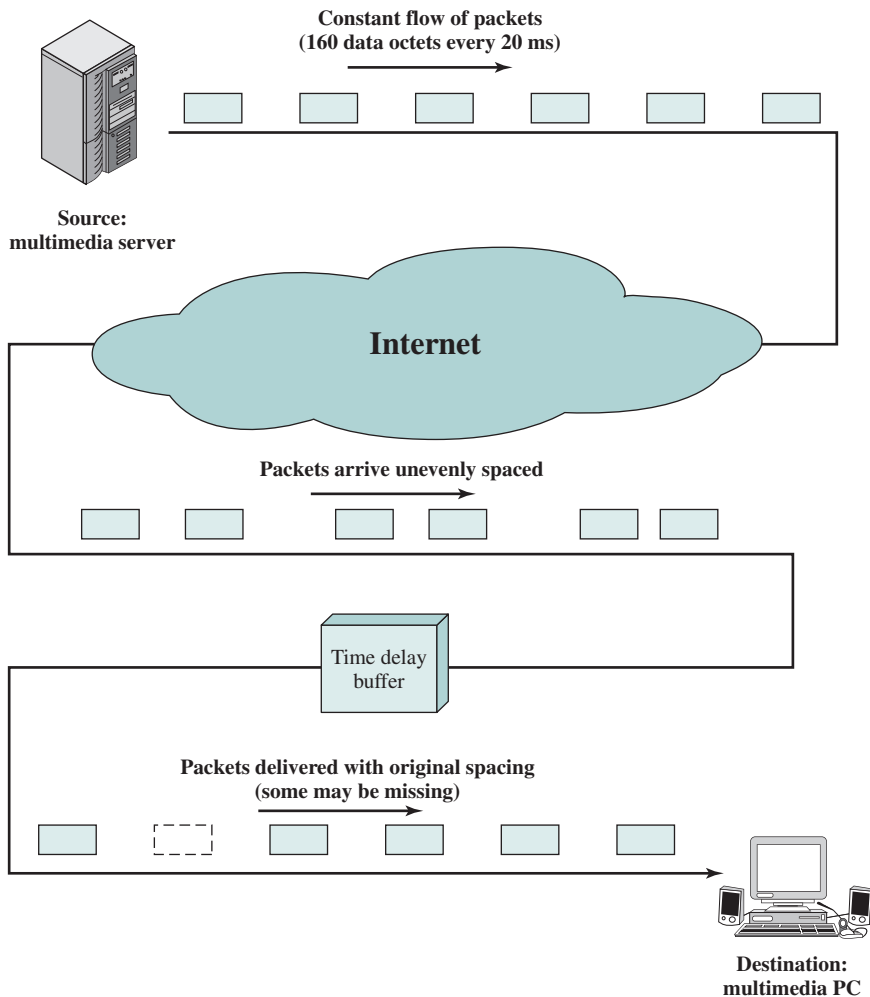 Constant flow of packets
(160 data octets every 20 ms)
Source:
multimedia server
Internet
Packets arrive unevenly spaced
Time delay
buffer
Packets delivered with original spacing
(some may be missing)
Destination:
multimedia PC